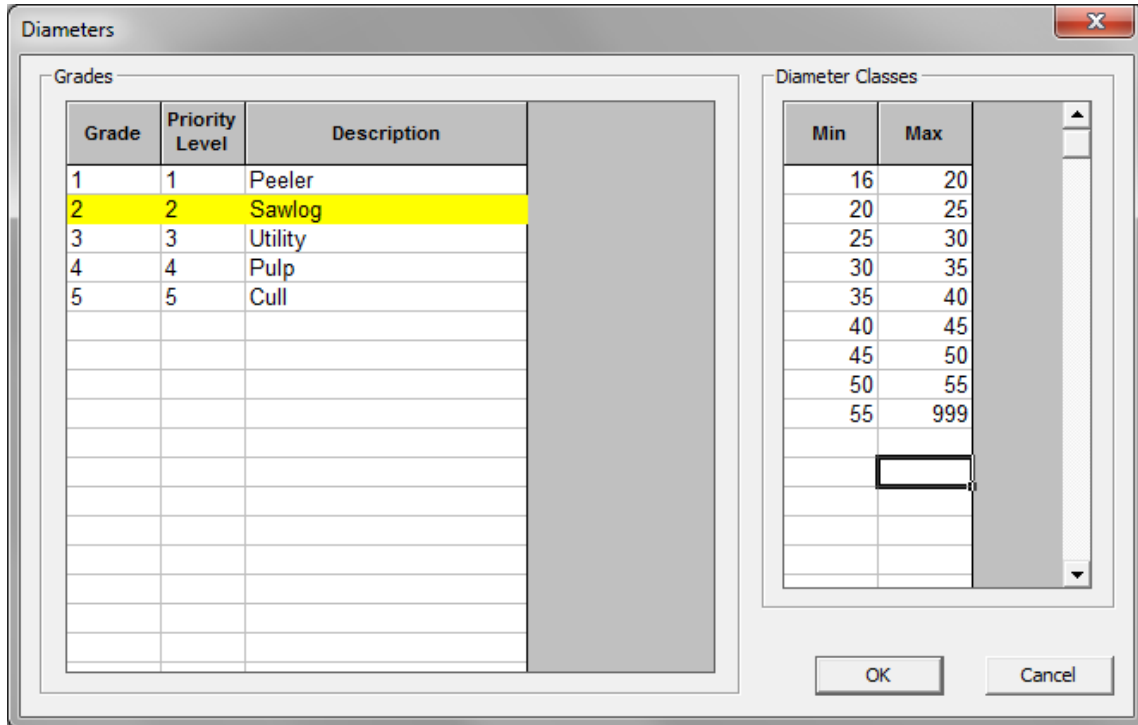 Diameters
Grades
Grade Priority Level Description
1 1 Peeler
2 2 Sawlog
3 3 Utility
4 4 Pulp
5 5 Cull
Diameter Classes
Min Max
16 20
20 25
25 30
30 35
35 40
40 45
45 50
50 55
55 999
OK Cancel